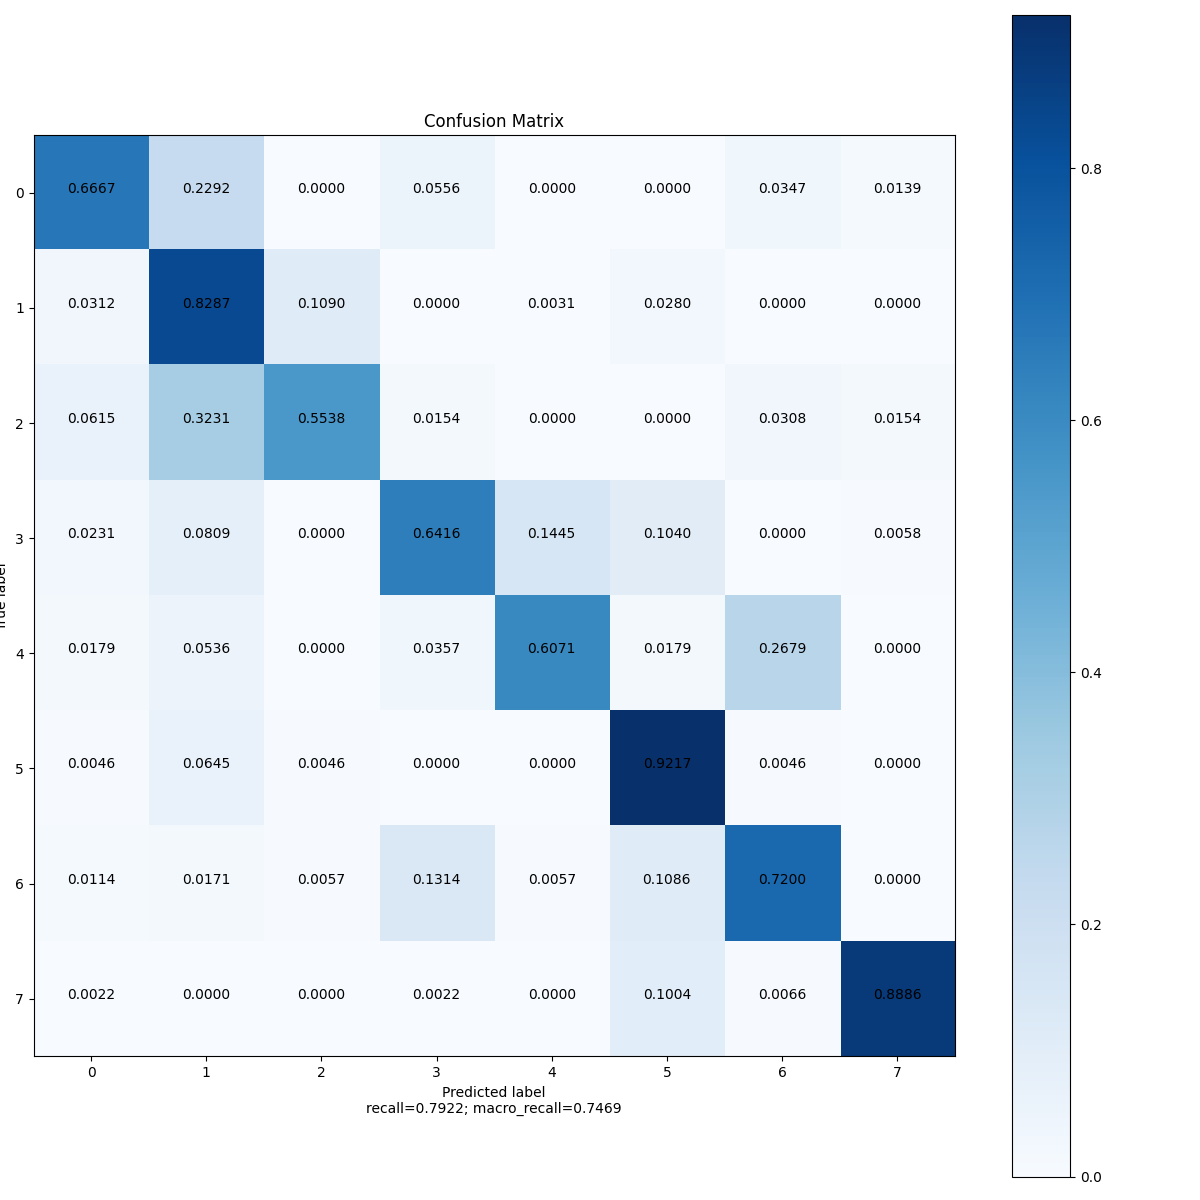 Confusion Matrix
0 0.6667 0.2292 0.0000 0.0556 0.0000 0.0000 0.0347 0.0139
1 0.0312 0.8287 0.1090 0.0000 0.0031 0.0280 0.0000 0.0000
2 0.0615 0.3231 0.5538 0.0154 0.0000 0.0000 0.0308 0.0154
3 0.0231 0.0809 0.0000 0.6416 0.1445 0.1040 0.0000 0.0058
4 0.0179 0.0536 0.0000 0.0357 0.6071 0.0179 0.2679 0.0000
5 0.0046 0.0645 0.0046 0.0000 0.0000 0.9217 0.0046 0.0000
6 0.0114 0.0171 0.0057 0.1314 0.0057 0.1086 0.7200 0.0000
7 0.0022 0.0000 0.0000 0.0022 0.0000 0.1004 0.0066 0.8886
0 1 2 3 4 5 6 7
Predicted label
recall=0.7922; macro_recall=0.7469
0.8
0.6
0.4
0.2
0.0